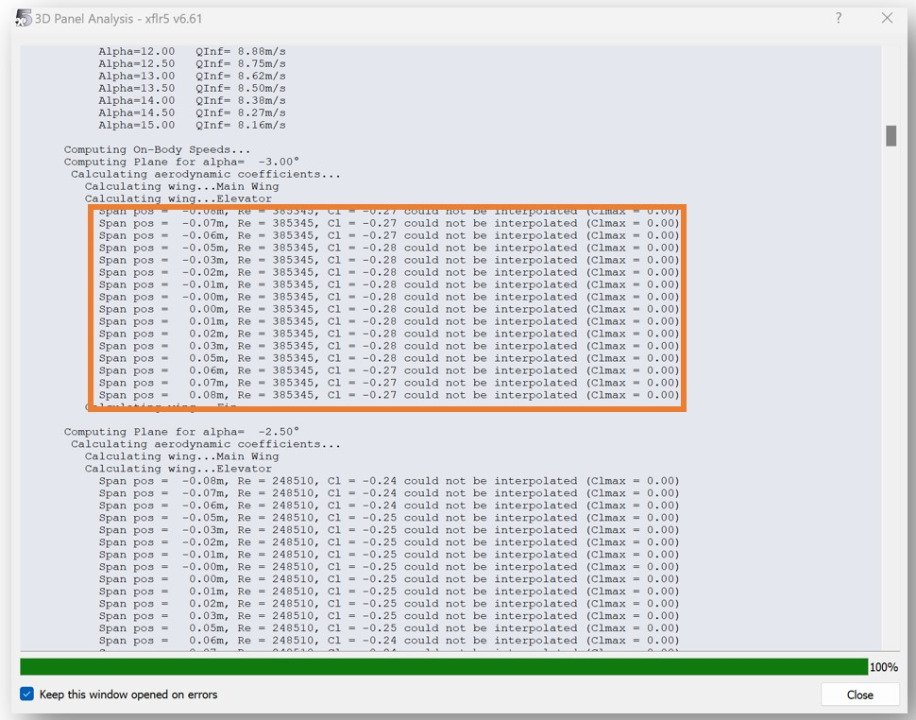 3D Panel Analysis - xflr5 v6.61
Alpha=12.00 QInf= 8.88m/s
Alpha=12.50 QInf= 8.75m/s
Alpha=13.00 QInf= 8.62m/s
Alpha=13.50 QInf= 8.50m/s
Alpha=14.00 QInf= 8.38m/s
Alpha=14.50 QInf= 8.27m/s
Alpha=15.00 QInf= 8.16m/s
Computing On-Body Speeds...
Computing Plane for alpha= -3.00°
Calculating aerodynamic coefficients...
Calculating wing...Main Wing
Calculating wing...Elevator
Span pos = -0.08m, Re = 385345, Cl = -0.27 could not be interpolated (Clmax = 0.00)
Span pos = -0.07m, Re = 385345, Cl = -0.27 could not be interpolated (Clmax = 0.00)
Span pos = -0.06m, Re = 385345, Cl = -0.27 could not be interpolated (Clmax = 0.00)
Span pos = -0.05m, Re = 385345, Cl = -0.28 could not be interpolated (Clmax = 0.00)
Span pos = -0.03m, Re = 385345, Cl = -0.28 could not be interpolated (Clmax = 0.00)
Span pos = -0.02m, Re = 385345, Cl = -0.28 could not be interpolated (Clmax = 0.00)
Span pos = -0.01m, Re = 385345, Cl = -0.28 could not be interpolated (Clmax = 0.00)
Span pos = -0.00m, Re = 385345, Cl = -0.28 could not be interpolated (Clmax = 0.00)
Span pos = 0.00m, Re = 385345, Cl = -0.28 could not be interpolated (Clmax = 0.00)
Span pos = 0.01m, Re = 385345, Cl = -0.28 could not be interpolated (Clmax = 0.00)
Span pos = 0.02m, Re = 385345, Cl = -0.28 could not be interpolated (Clmax = 0.00)
Span pos = 0.03m, Re = 385345, Cl = -0.28 could not be interpolated (Clmax = 0.00)
Span pos = 0.05m, Re = 385345, Cl = -0.28 could not be interpolated (Clmax = 0.00)
Span pos = 0.06m, Re = 385345, Cl = -0.27 could not be interpolated (Clmax = 0.00)
Span pos = 0.07m, Re = 385345, Cl = -0.27 could not be interpolated (Clmax = 0.00)
Span pos = 0.08m, Re = 385345, Cl = -0.27 could not be interpolated (Clmax = 0.00)
Computing Plane for alpha= -2.50°
Calculating aerodynamic coefficients...
Calculating wing...Main Wing
Calculating wing...Elevator
Span pos = -0.08m, Re = 248510, Cl = -0.24 could not be interpolated (Clmax = 0.00)
Span pos = -0.07m, Re = 248510, Cl = -0.24 could not be interpolated (Clmax = 0.00)
Span pos = -0.06m, Re = 248510, Cl = -0.24 could not be interpolated (Clmax = 0.00)
Span pos = -0.05m, Re = 248510, Cl = -0.25 could not be interpolated (Clmax = 0.00)
Span pos = -0.03m, Re = 248510, Cl = -0.25 could not be interpolated (Clmax = 0.00)
Span pos = -0.02m, Re = 248510, Cl = -0.25 could not be interpolated (Clmax = 0.00)
Span pos = -0.01m, Re = 248510, Cl = -0.25 could not be interpolated (Clmax = 0.00)
Span pos = -0.00m, Re = 248510, Cl = -0.25 could not be interpolated (Clmax = 0.00)
Span pos = 0.00m, Re = 248510, Cl = -0.25 could not be interpolated (Clmax = 0.00)
Span pos = 0.01m, Re = 248510, Cl = -0.25 could not be interpolated (Clmax = 0.00)
Span pos = 0.02m, Re = 248510, Cl = -0.25 could not be interpolated (Clmax = 0.00)
Span pos = 0.03m, Re = 248510, Cl = -0.25 could not be interpolated (Clmax = 0.00)
Span pos = 0.05m, Re = 248510, Cl = -0.25 could not be interpolated (Clmax = 0.00)
Span pos = 0.06m, Re = 248510, Cl = -0.24 could not be interpolated (Clmax = 0.00)
100%
Keep this window opened on errors
Close